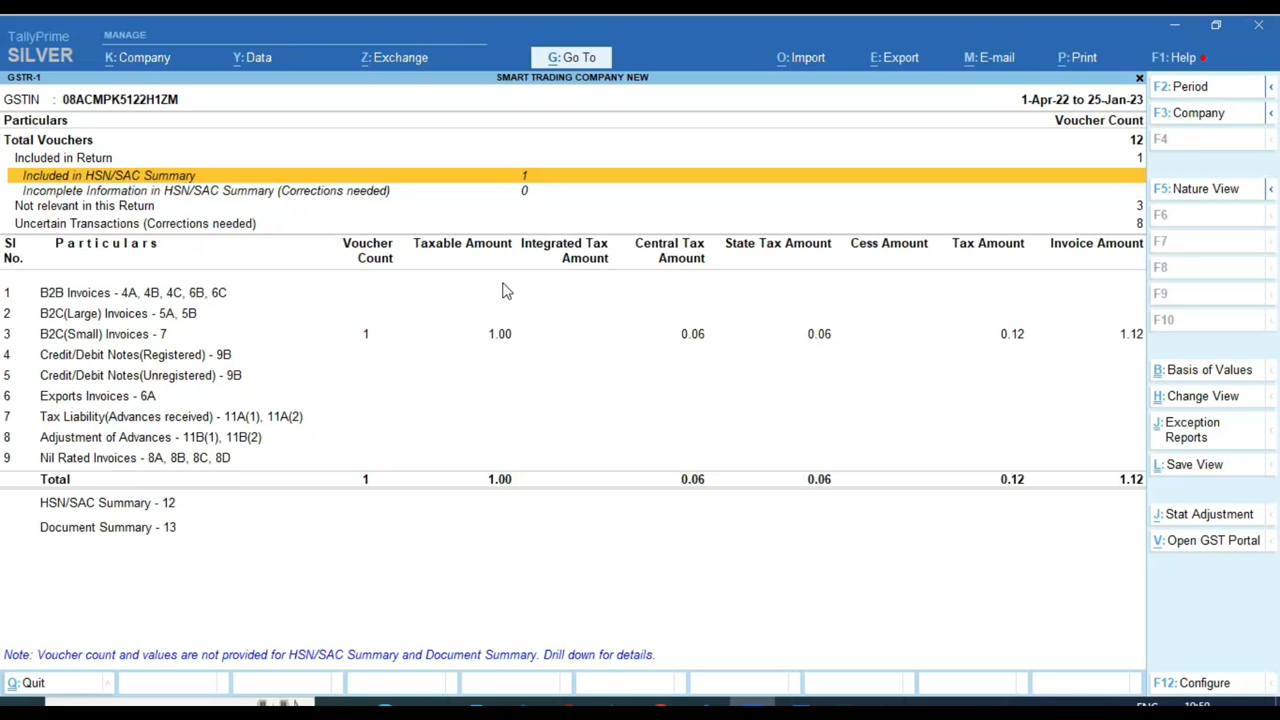 TallyPrime
MANAGE
SILVER
K: Company
Y: Data
Z: Exchange
G: Go To
O: Import
E: Export
M: E-mail
P: Print
F1: Help
GSTR-1
SMART TRADING COMPANY NEW
×
GSTIN : 08ACMPK5122H1ZM
1-Apr-22 to 25-Jan-23
Particulars Voucher Count
Total Vouchers 12
Included in Return 1
Included in HSN/SAC Summary 1
Incomplete Information in HSN/SAC Summary (Corrections needed) 0
Not relevant in this Return 3
Uncertain Transactions (Corrections needed) 8
Sl Particulars Voucher Taxable Amount Integrated Tax Central Tax State Tax Amount Cess Amount Tax Amount Invoice Amount
No. Count Amount Amount
1 B2B Invoices - 4A, 4B, 4C, 6B, 6C
2 B2C(Large) Invoices - 5A, 5B
3 B2C(Small) Invoices - 7 1 1.00 0.06 0.06 0.12 1.12
4 Credit/Debit Notes(Registered) - 9B
5 Credit/Debit Notes(Unregistered) - 9B
6 Exports Invoices - 6A
7 Tax Liability(Advances received) - 11A(1), 11A(2)
8 Adjustment of Advances - 11B(1), 11B(2)
9 Nil Rated Invoices - 8A, 8B, 8C, 8D
Total 1 1.00 0.06 0.06 0.12 1.12
HSN/SAC Summary - 12
Document Summary - 13
Note: Voucher count and values are not provided for HSN/SAC Summary and Document Summary. Drill down for details.
Q: Quit
F2: Period
F3: Company
F4
F5: Nature View
F6
F7
F8
F9
F10
B: Basis of Values
H: Change View
J: Exception
Reports
L: Save View
J: Stat Adjustment
V: Open GST Portal
F12: Configure